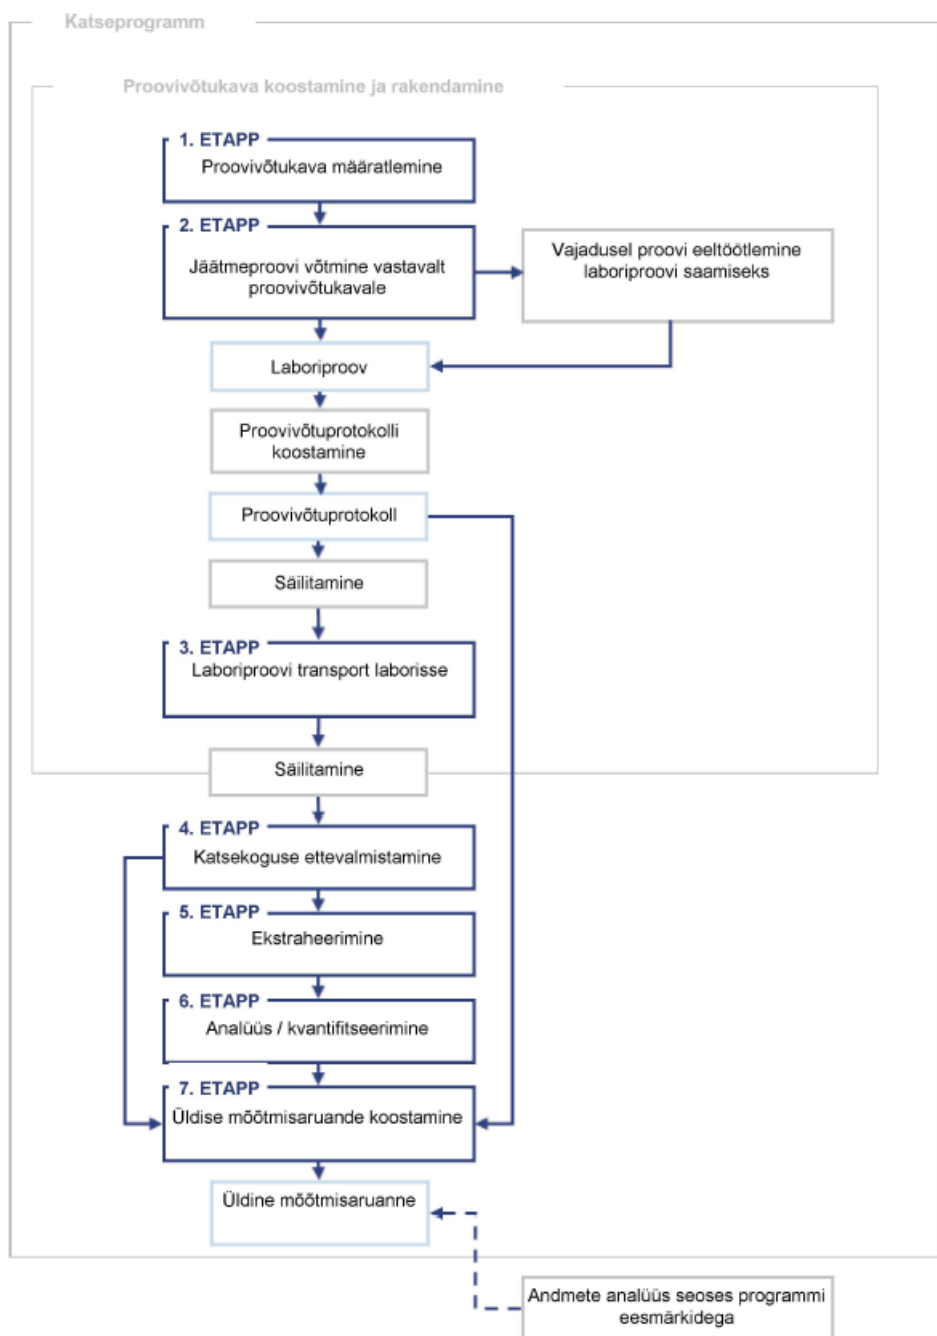 Katseprogramm
Proovivõtukava koostamine ja rakendamine
1. ETAPP
Proovivõtukava määratlemine
2. ETAPP
Jäätmeproovi võtmine vastavalt
proovivõtukavale
Vajadusel proovi eeltöötlemine
laboriproovi saamiseks
Laboriproov
Proovivõtuprotokolli
koostamine
Proovivõtuprotokoll
Säilitamine
3. ETAPP
Laboriproovi transport laborisse
Säilitamine
4. ETAPP
Katsekoguse ettevalmistamine
5. ETAPP
Ekstraheerimine
6. ETAPP
Analüüs / kvantifitseerimine
7. ETAPP
Üldise mõõtmisaruande koostamine
Üldine mõõtmisaruanne
Andmete analüüs seoses programmi
eesmärkidega